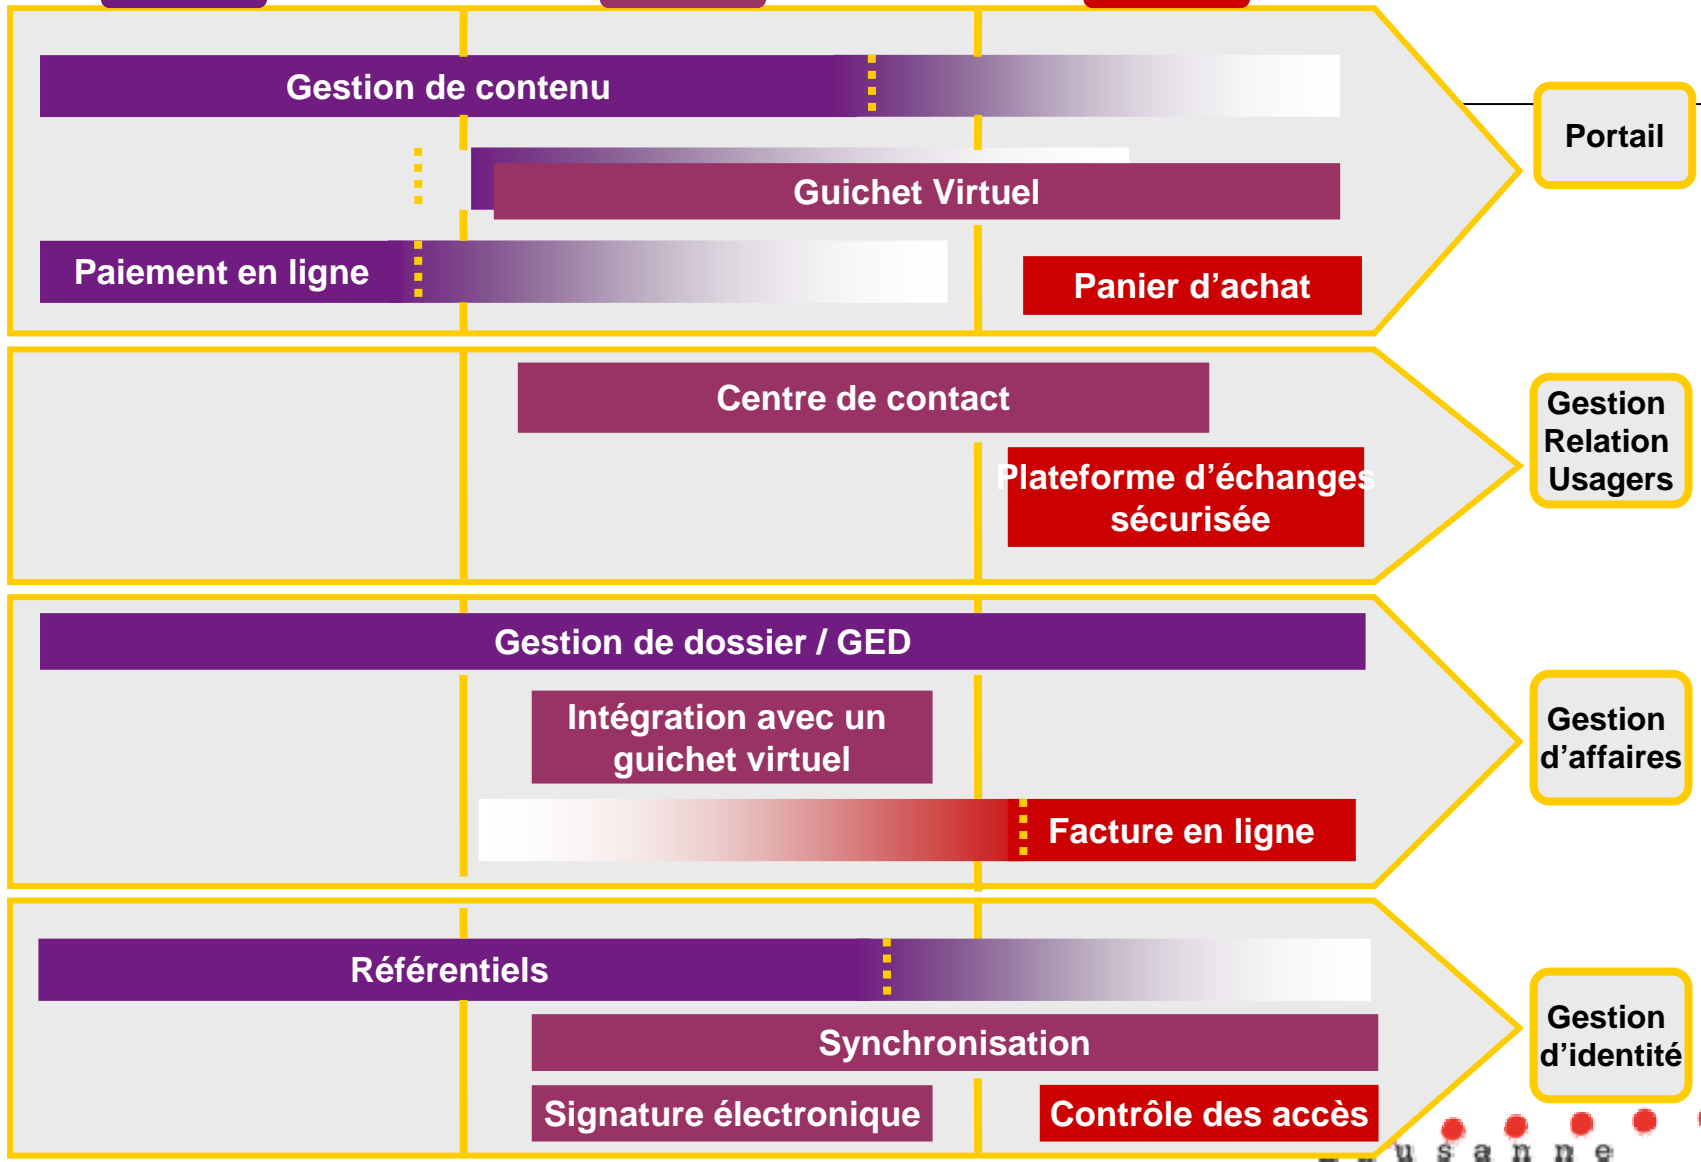 Gestion de contenu
Portail
Guichet Virtuel
Paiement en ligne
Panier d'achat
Centre de contact
Plateforme d'échanges
sécurisée
Gestion
Relation
Usagers
Gestion de dossier / GED
Intégration avec un
guichet virtuel
Facture en ligne
Gestion
d'affaires
Référentiels
Synchronisation
Signature électronique
Contrôle des accès
Gestion
d'identité